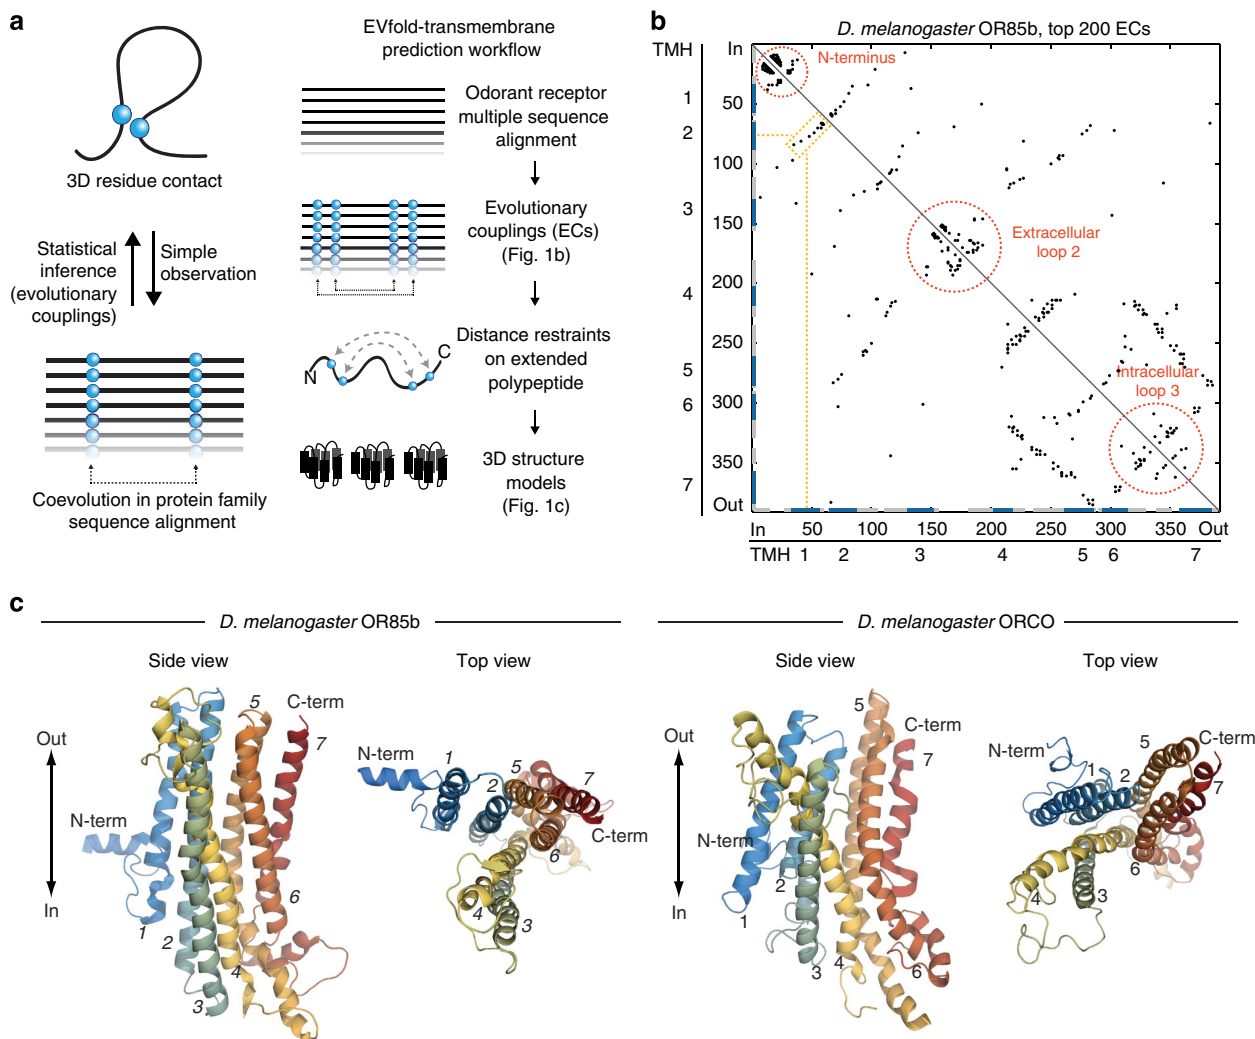 a
3D residue contact
Statistical
inference
(evolutionary
couplings)
Simple
observation
Coevolution in protein family
sequence alignment
EVfold-transmembrane
prediction workflow
Odorant receptor
multiple sequence
alignment
Evolutionary
couplings (ECs)
(Fig. 1b)
Distance restraints
on extended
polypeptide
N
C
3D structure
models
(Fig. 1c)
b
D. melanogaster OR85b, top 200 ECs
TMH
In
N-terminus
1
50
2
100
3
150
Extracellular
loop 2
200
4
250
5
Intracellular
loop 3
300
6
350
7
Out
In 50 100 150 200 250 300 350 Out
TMH 1 2 3 4 5 6 7
c
D. melanogaster OR85b
Side view
Top view
Out
In
N-term
C-term
5
7
1
2
3
4
6
N-term
1
2
5
7
C-term
6
4
3
D. melanogaster ORCO
Side view
Top view
Out
In
5
C-term
7
N-term
2
1
3
4
6
N-term
1
2
5
C-term
7
6
4
3